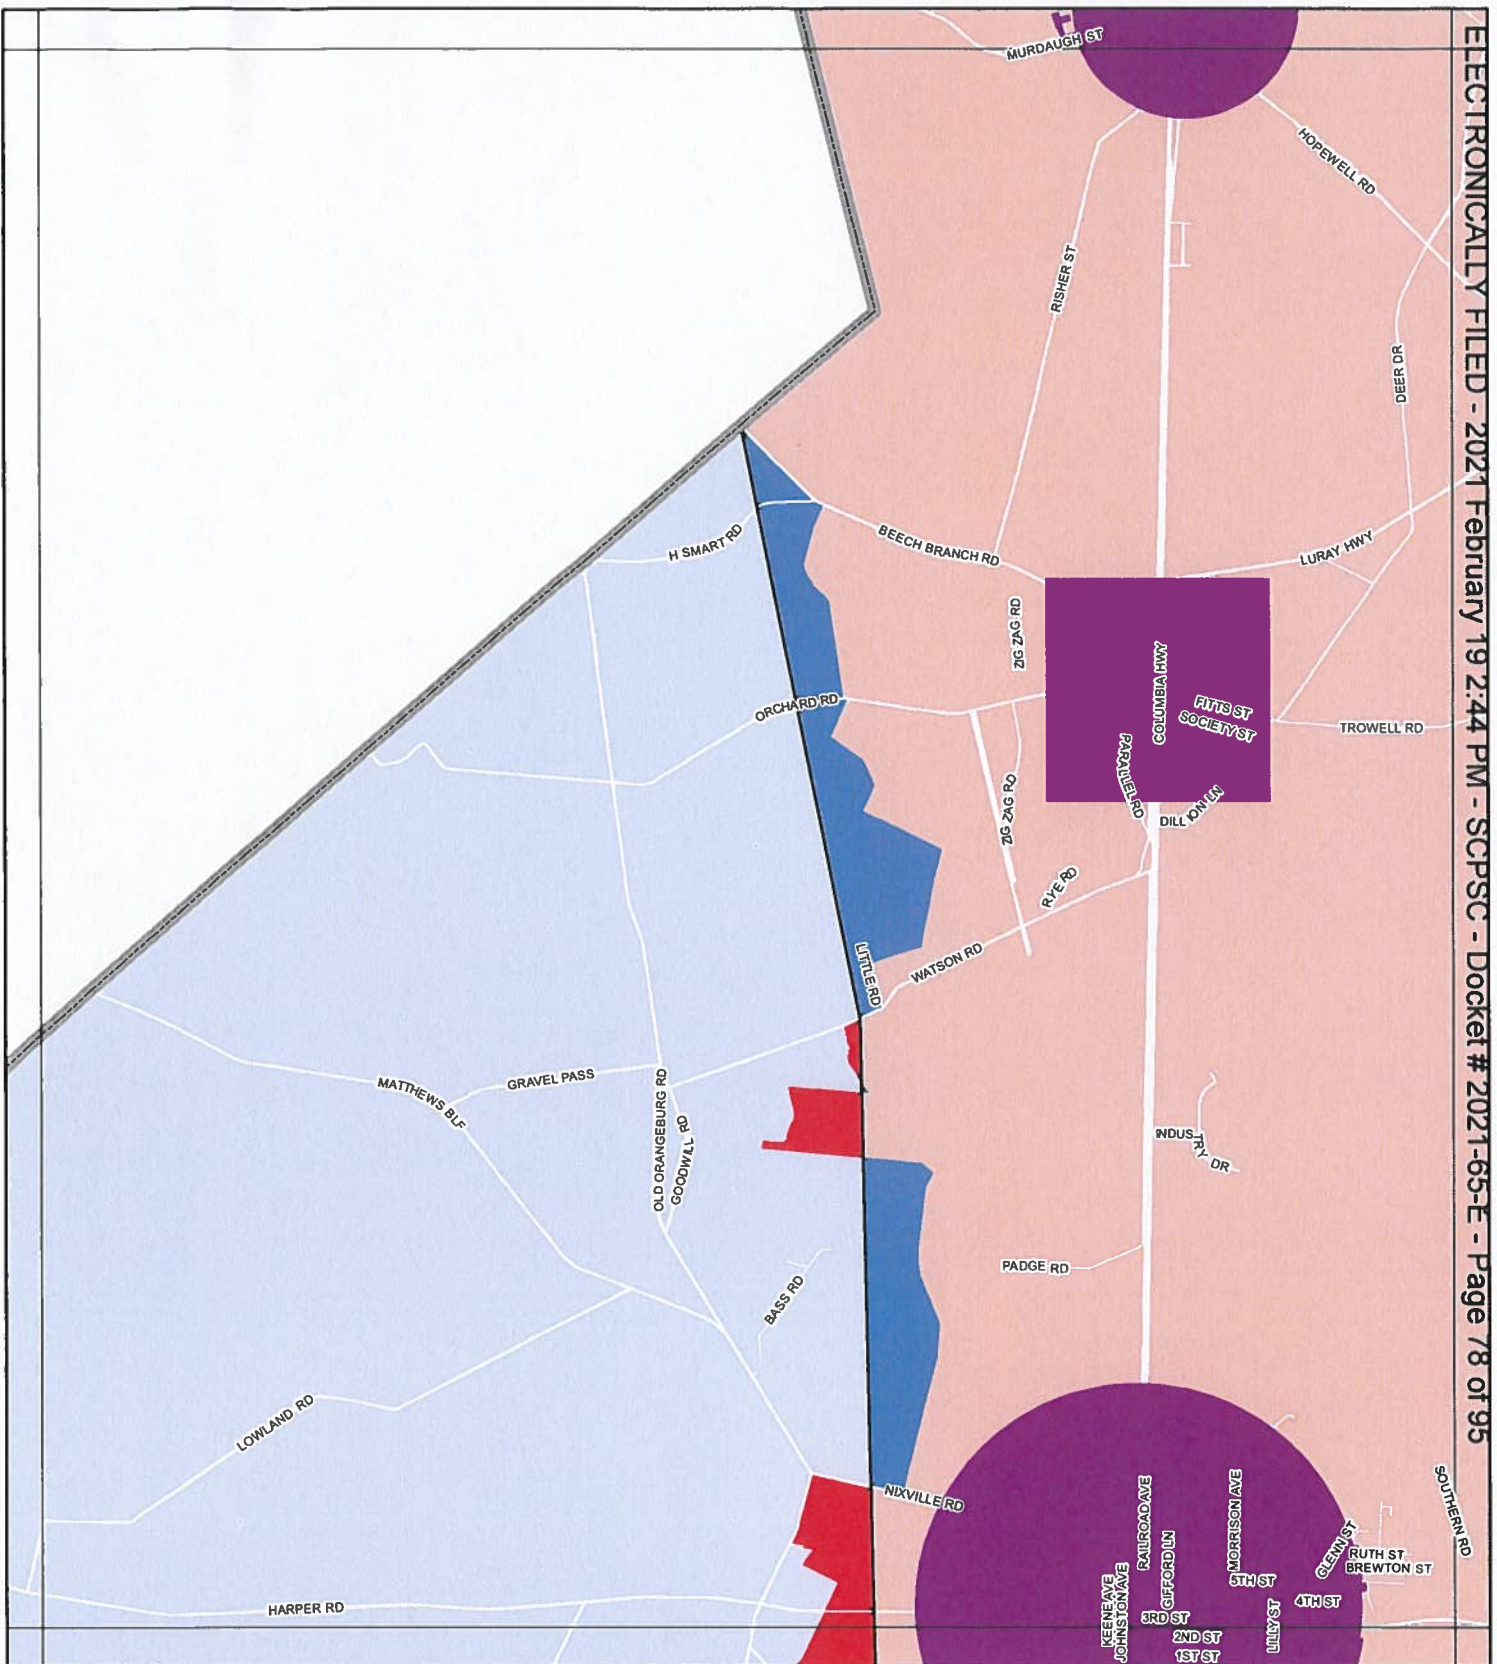 ELECTRONICALLY FILED - 2021 February 19 2:44 PM - SCPSC - Docket # 2021-65-E - Page 78 of 95
MURDAUGH ST
HOPEWELL RD
RISHER ST
DEER DR
H SMART RD
BEECH BRANCH RD
LURAY HWY
ZIG ZAG RD
COLUMBIA HWY
ORCHARD RD
FITTS ST
SOCIETY ST
TROWELL RD
PARALLEL RD
ZIG ZAG RD
DILLION LN
RYE RD
LITTLE RD
WATSON RD
MATTHEWS BLF
GRAVEL PASS
OLD ORANGEBURG RD
GOODWILL RD
INDUSTRY DR
PADGE RD
BASS RD
LOWLAND RD
NIXVILLE RD
RAILROAD AVE
MORRISON AVE
SOUTHERN RD
GIFFORD LN
GLENN ST
RUTH ST
BREWTON ST
5TH ST
4TH ST
KEENE AVE
JOHNSTON AVE
HARPER RD
3RD ST
LILLY ST
2ND ST
1ST ST